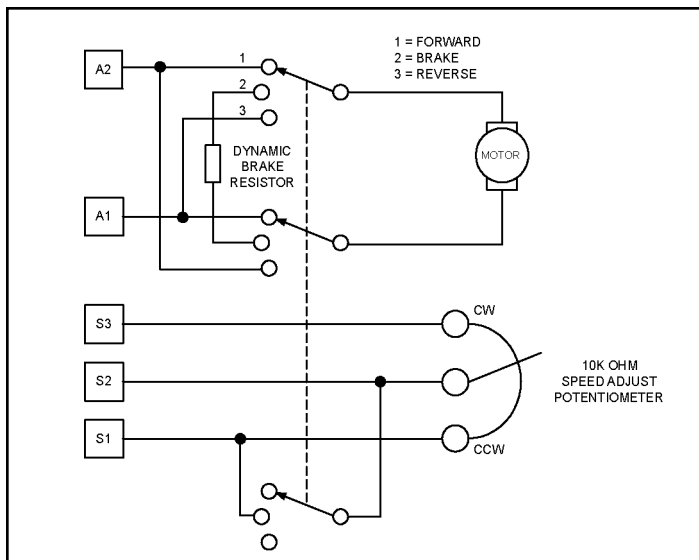 1 = FORWARD
2 = BRAKE
3 = REVERSE
A2
1
2
3
DYNAMIC
BRAKE
RESISTOR
MOTOR
A1
S3
CW
S2
10K OHM
SPEED ADJUST
POTENTIOMETER
S1
CCW